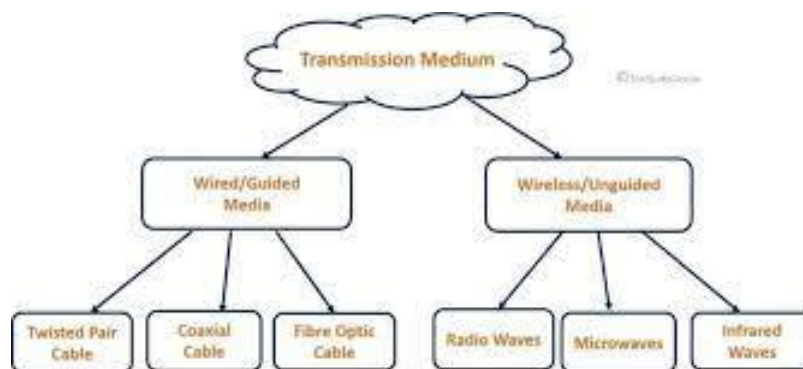 Transmission Medium
Wired/Guided
Media
Wireless/Unguided
Media
Twisted Pair
Cable
Coaxial
Cable
Fibre Optic
Cable
Radio Waves
Microwaves
Infrared
Waves